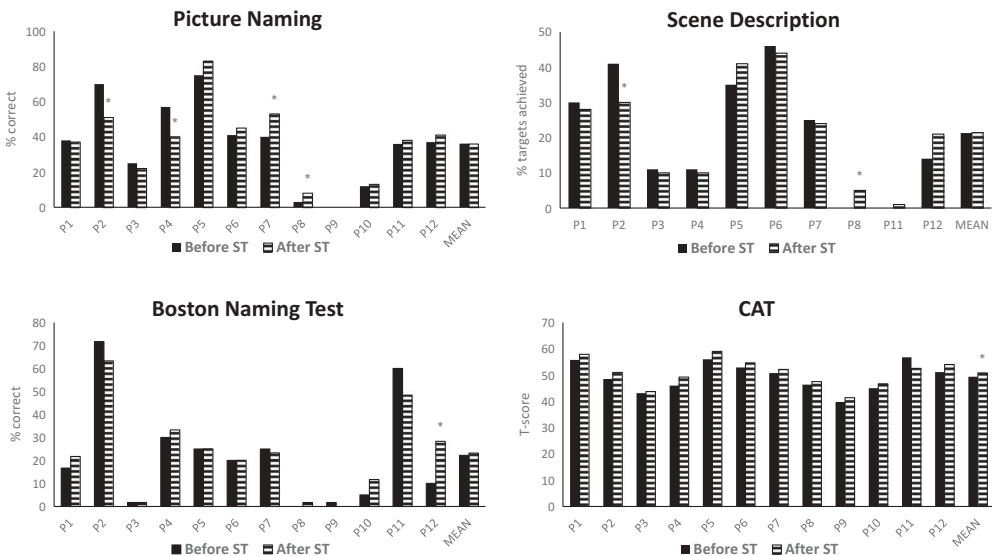 Picture Naming
% correct
100
80
60
40
20
0
*
*
*
*
P1 P2 P3 P4 P5 P6 P7 P8 P9 P10 P11 P12 MEAN
Before ST After ST
Scene Description
% targets achieved
50
40
30
20
10
0
*
*
P1 P2 P3 P4 P5 P6 P7 P8 P11 P12 MEAN
Before ST After ST
Boston Naming Test
% correct
80
70
60
50
40
30
20
10
0
*
P1 P2 P3 P4 P5 P6 P7 P8 P9 P10 P11 P12 MEAN
Before ST After ST
CAT
T-score
70
60
50
40
30
20
10
0
*
P1 P2 P3 P4 P5 P6 P7 P8 P9 P10 P11 P12 MEAN
Before ST After ST